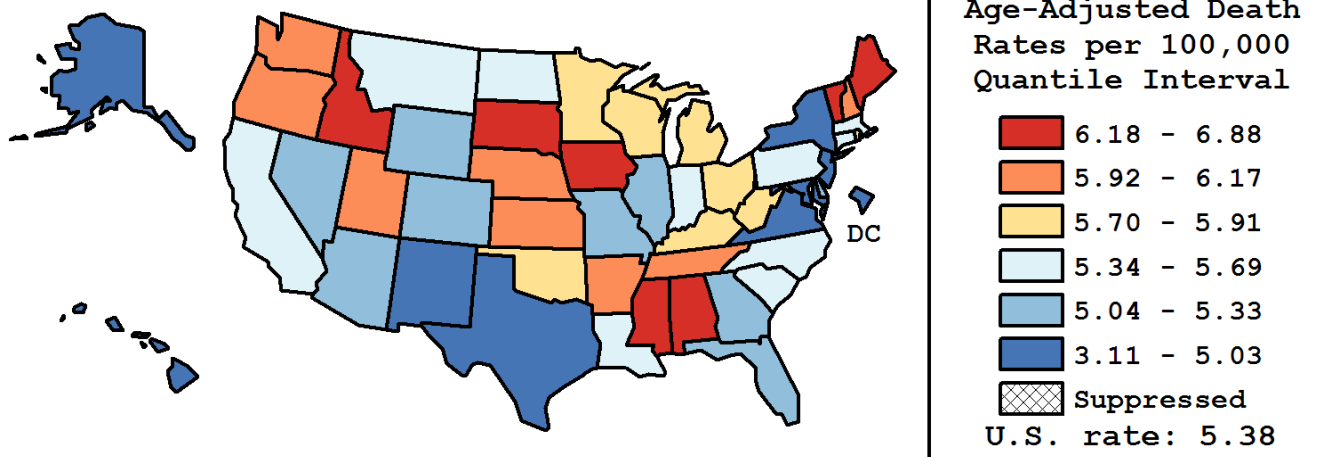 Age-Adjusted Death
Rates per 100,000
Quantile Interval
6.18 - 6.88
5.92 - 6.17
5.70 - 5.91
5.34 - 5.69
5.04 - 5.33
3.11 - 5.03
Suppressed
U.S. rate: 5.38
DC